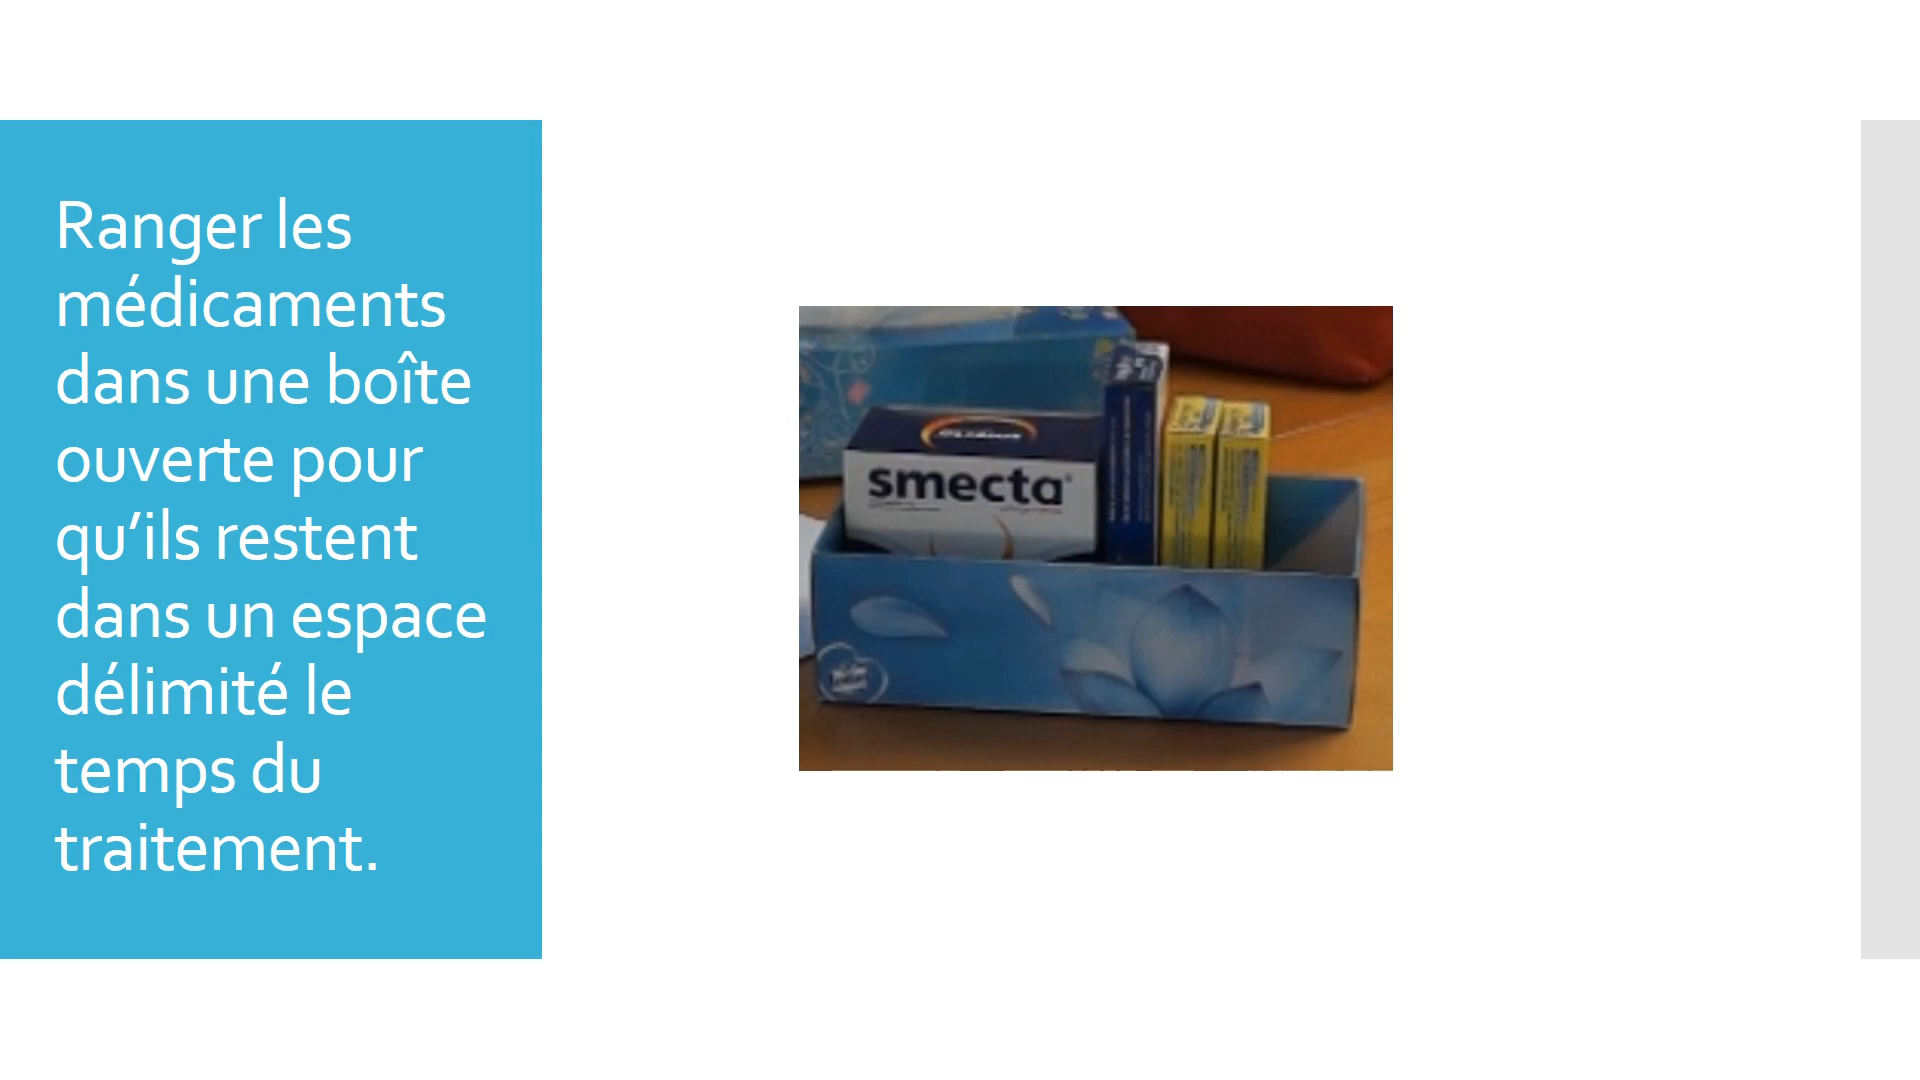 Ranger les
médicaments
dans une boîte
ouverte pour
qu’ils restent
dans un espace
délimité le
temps du
traitement.
smecta